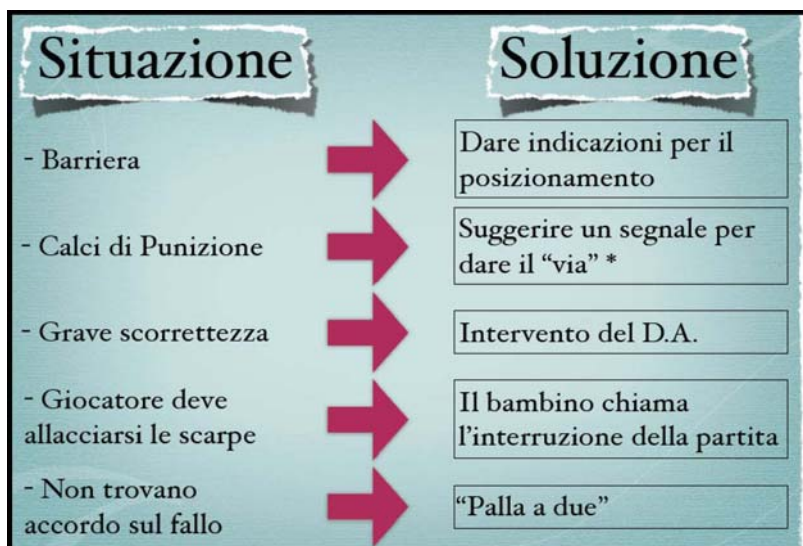 Situazione
Soluzione
- Barriera
Dare indicazioni per il
posizionamento
- Calci di Punizione
Suggerire un segnale per
dare il “via” *
- Grave scorrettezza
Intervento del D.A.
- Giocatore deve
allacciarsi le scarpe
Il bambino chiama
l’interruzione della partita
- Non trovano
accordo sul fallo
“Palla a due”